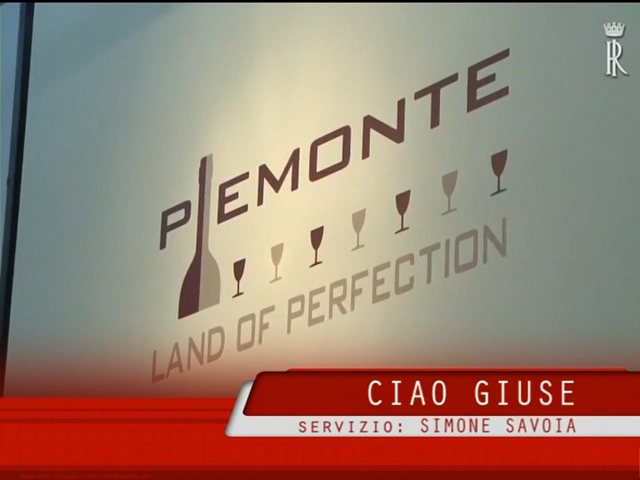 PIEMONTE
LAND OF PERFECTION
CIAO GIUSE
SERVIZIO: SIMONE SAVOIA